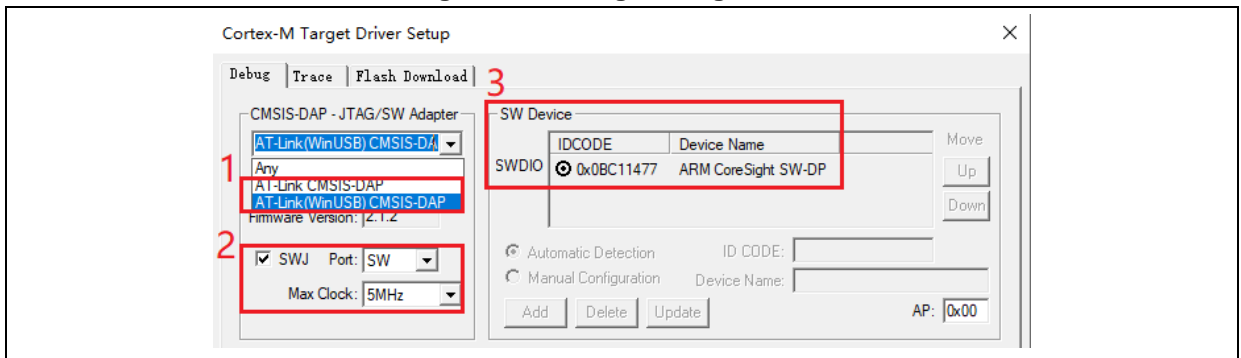 Cortex-M Target Driver Setup
Debug Trace Flash Download
3
CMSIS-DAP - JTAG/SW Adapter
AT-Link(WinUSB) CMSIS-DA
1
Any
AT-Link CMSIS-DAP
AT-Link(WinUSB) CMSIS-DAP
Firmware Version: 2.1.2
2
SWJ Port: SW
Max Clock: 5MHz
SW Device
IDCODE Device Name
SWDIO 0x0BC11477 ARM CoreSight SW-DP
Move
Up
Down
Automatic Detection ID CODE:
Manual Configuration Device Name:
Add Delete Update
AP: 0x00